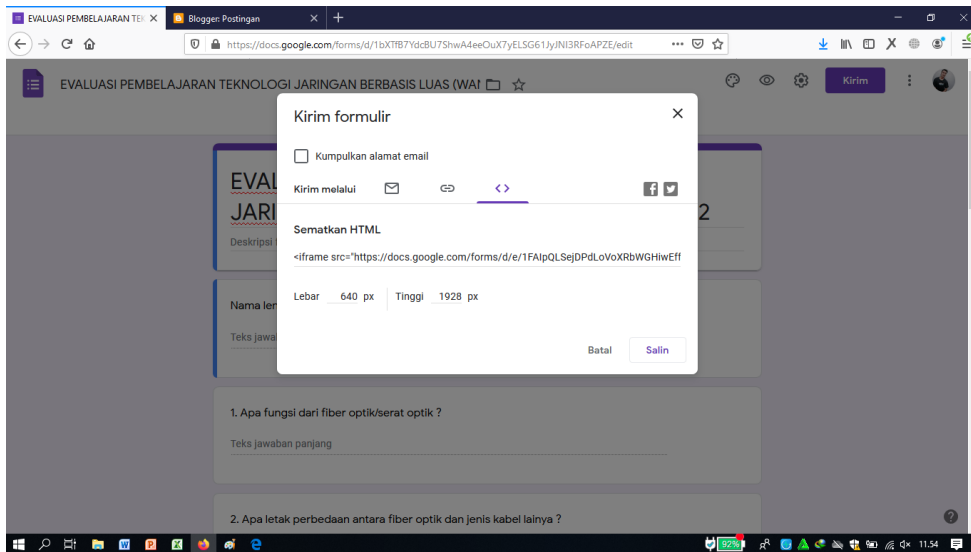 EVALUASI PEMBELAJARAN TEK
Blogger: Postingan
https://docs.google.com/forms/d/1bXTfB7YdcBU7ShwA4eeOuX7yELSG61JyJNI3RFoAPZE/edit
EVALUASI PEMBELAJARAN TEKNOLOGI JARINGAN BERBASIS LUAS (WAN
Kirim
Kirim formulir
Kumpulkan alamat email
Kirim melalui
EVAL
JARI 2
Sematkan HTML
Deskripsi
<iframe src="https://docs.google.com/forms/d/e/1FAIpQLSejDPdLoVoXRbWGHiwEff
Lebar 640 px Tinggi 1928 px
Nama len
Teks jawa
Batal Salin
1. Apa fungsi dari fiber optik/serat optik ?
Teks jawaban panjang
2. Apa letak perbedaan antara fiber optik dan jenis kabel lainya ?
92% 11.54